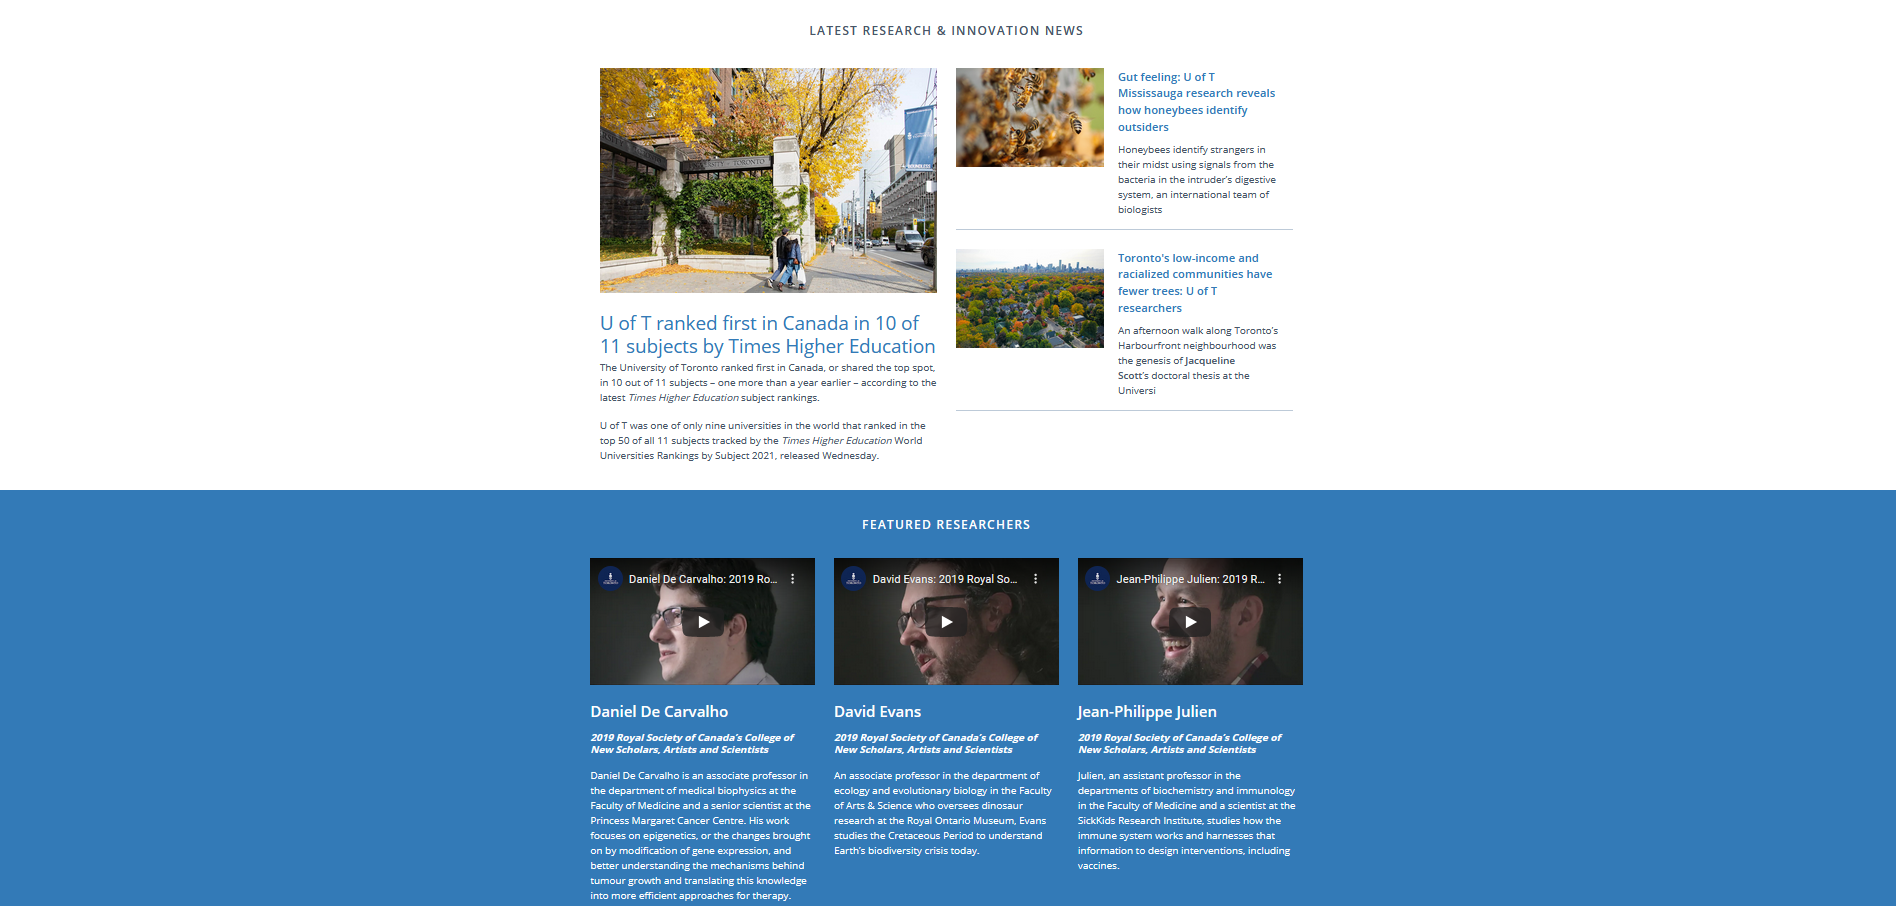 LATEST RESEARCH & INNOVATION NEWS
UNIVERSITY OF TORONTO
BOUNDLESS
U of T ranked first in Canada in 10 of
11 subjects by Times Higher Education
The University of Toronto ranked first in Canada, or shared the top spot,
in 10 out of 11 subjects – one more than a year earlier – according to the
latest Times Higher Education subject rankings.
U of T was one of only nine universities in the world that ranked in the
top 50 of all 11 subjects tracked by the Times Higher Education World
Universities Rankings by Subject 2021, released Wednesday.
Gut feeling: U of T
Mississauga research reveals
how honeybees identify
outsiders
Honeybees identify strangers in
their midst using signals from the
bacteria in the intruder’s digestive
system, an international team of
biologists
Toronto's low-income and
racialized communities have
fewer trees: U of T
researchers
An afternoon walk along Toronto’s
Harbourfront neighbourhood was
the genesis of Jacqueline
Scott’s doctoral thesis at the
Universi
FEATURED RESEARCHERS
Daniel De Carvalho: 2019 Ro...
Daniel De Carvalho
2019 Royal Society of Canada’s College of
New Scholars, Artists and Scientists
Daniel De Carvalho is an associate professor in
the department of medical biophysics at the
Faculty of Medicine and a senior scientist at the
Princess Margaret Cancer Centre. His work
focuses on epigenetics, or the changes brought
on by modification of gene expression, and
better understanding the mechanisms behind
tumour growth and translating this knowledge
into more efficient approaches for therapy.
David Evans: 2019 Royal So...
David Evans
2019 Royal Society of Canada’s College of
New Scholars, Artists and Scientists
An associate professor in the department of
ecology and evolutionary biology in the Faculty
of Arts & Science who oversees dinosaur
research at the Royal Ontario Museum, Evans
studies the Cretaceous Period to understand
Earth’s biodiversity crisis today.
Jean-Philippe Julien: 2019 R...
Jean-Philippe Julien
2019 Royal Society of Canada’s College of
New Scholars, Artists and Scientists
Julien, an assistant professor in the
departments of biochemistry and immunology
in the Faculty of Medicine and a scientist at the
SickKids Research Institute, studies how the
immune system works and harnesses that
information to design interventions, including
vaccines.